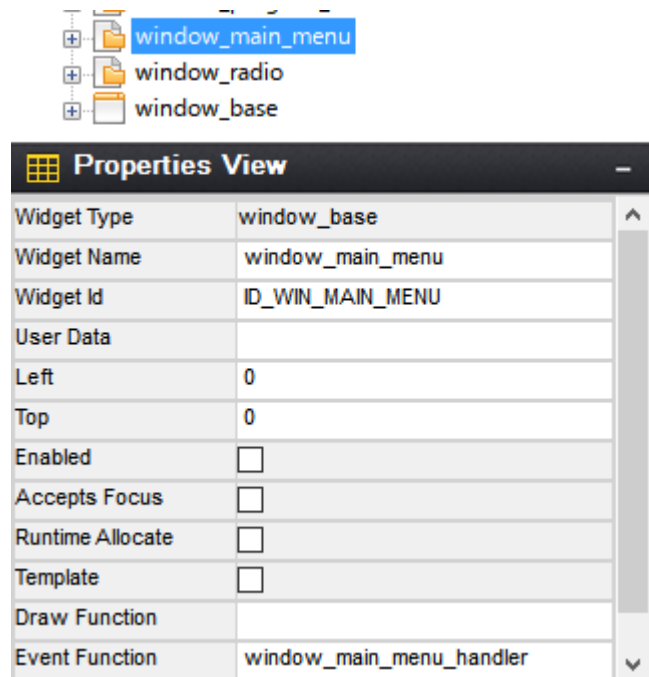 window_main_menu
window_radio
window_base
Properties View
Widget Type window_base
Widget Name window_main_menu
Widget Id ID_WIN_MAIN_MENU
User Data
Left 0
Top 0
Enabled
Accepts Focus
Runtime Allocate
Template
Draw Function
Event Function window_main_menu_handler